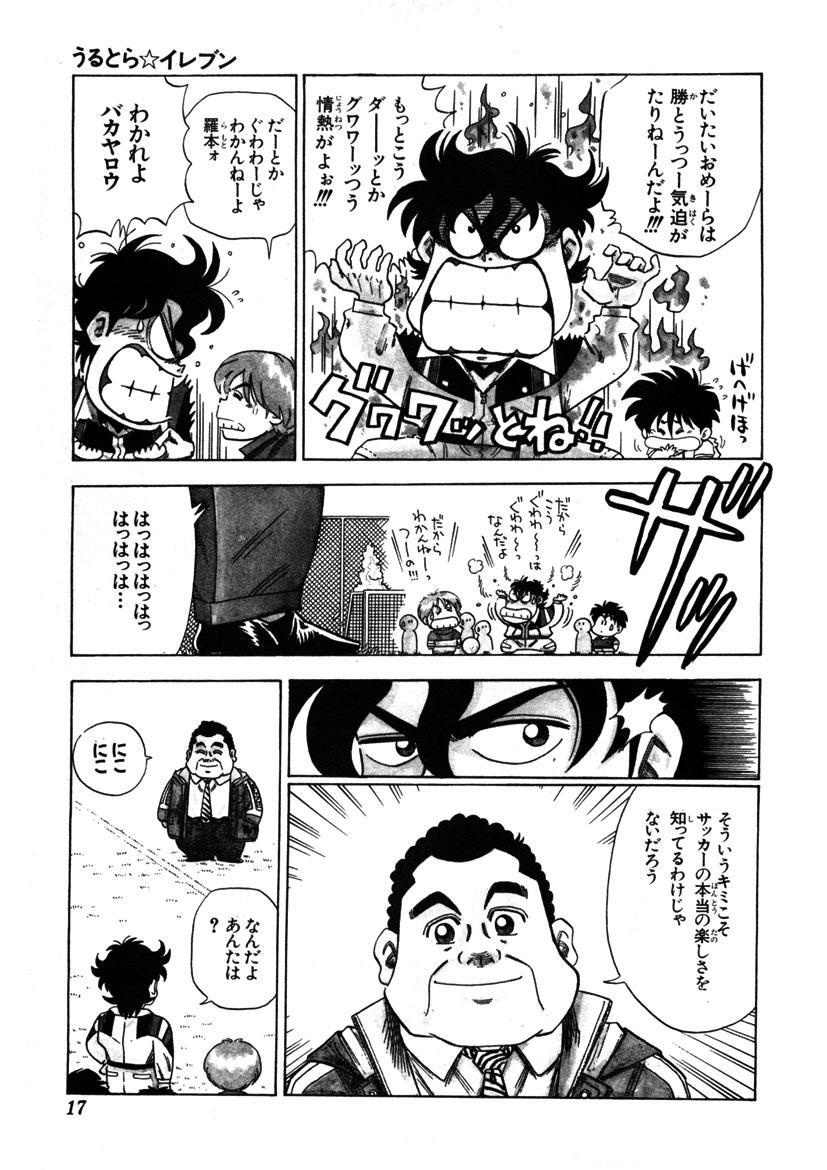 うるとら☆イレブン
だいたいおめーらは
勝とうっつー気迫が
たりねーんだよ!!!
もっとこう
ダーーッとか
グワワーッつう
情熱がよぉ!!!
グワワッとね!!
げへげほっ
だーとか
ぐわわーじゃ
わかんねーよ
羅本ォ
わかれよ
バカヤロウ
ザッ
だから
こう
ぐわわ〜っは
ぐわわ〜っ
なんだよ
だから
わかんねーっ
つーの!!!
はっはっはっはっ
はっはっは…
そういうキミこそ
サッカーの本当の楽しさを
知ってるわけじゃ
ないだろう
にこ
にこ
なんだよ
あんたは
?
17